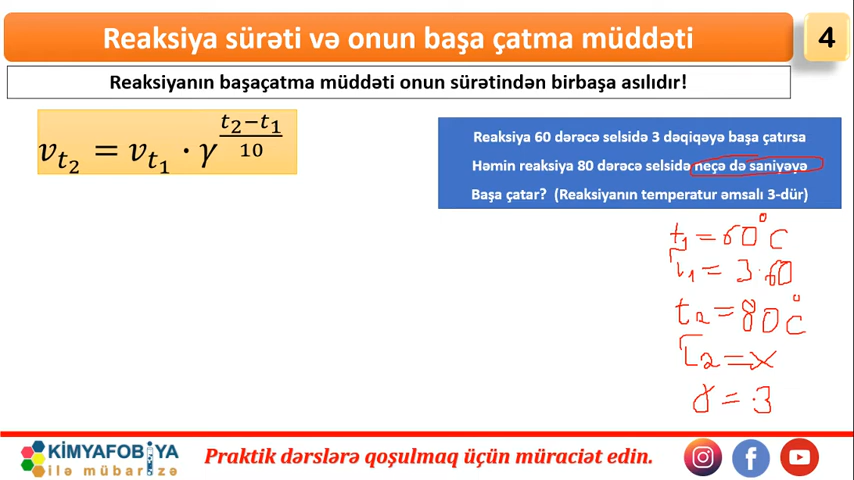 Reaksiya sürəti və onun başa çatma müddəti
4
Reaksiyanın başaçatma müddəti onun sürətindən birbaşa asılıdır!
v_{t_2} = v_{t_1} · γ^{\frac{t_2−t_1}{10}}
Reaksiya 60 dərəcə selsidə 3 dəqiqəyə başa çatırsa
Həmin reaksiya 80 dərəcə selsidə neçə də saniyəyə
Başa çatar? (Reaksiyanın temperatur əmsalı 3-dür)
t₁ = 60°C
τ₁ = 3·60
t₂ = 80°C
τ₂ = x
γ = 3
KİMYAFOBİYA
ilə mübarizə
Praktik dərslərə qoşulmaq üçün müraciət edin.